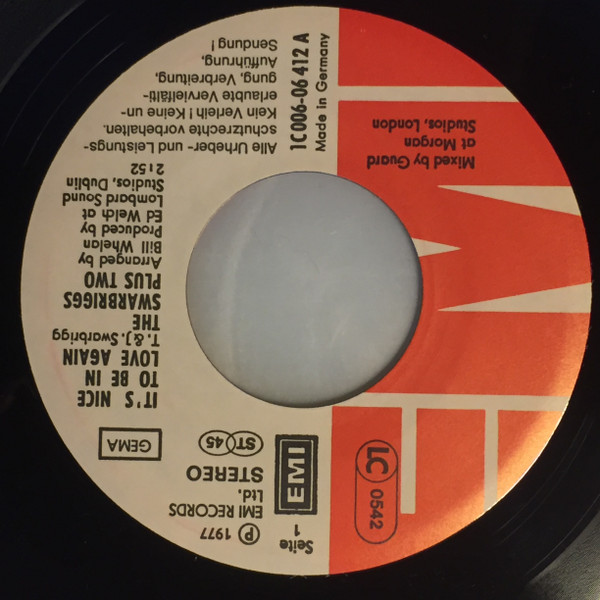 Seite
1
℗ 1977
EMI RECORDS
Ltd.
EMI
STEREO
ST 45
GEMA
LC 0542
IT'S NICE
TO BE IN
LOVE AGAIN
T. & J. Swarbrigg
THE
SWARBRIGGS
PLUS TWO
Arranged by
Bill Whelan
Produced by
Ed Welch at
Lombard Sound
Studios, Dublin
2:52
Alle Urheber- und Leistungs-
schutzrechte vorbehalten.
Kein Verleih! Keine un-
erlaubte Vervielfälti-
gung, Verbreitung,
Aufführung,
Sendung!
1C006-06 412 A
Made in Germany
Mixed by Guard
at Morgan
Studios, London
EMI